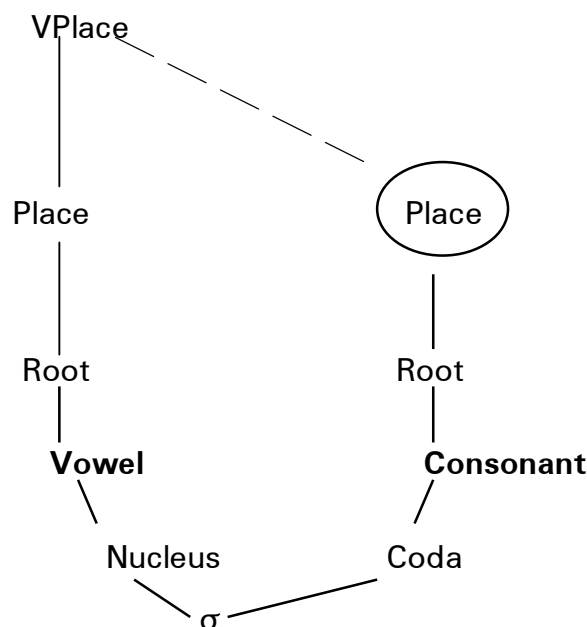 VPlace
Place Place
Root Root
Vowel Consonant
Nucleus Coda
σ